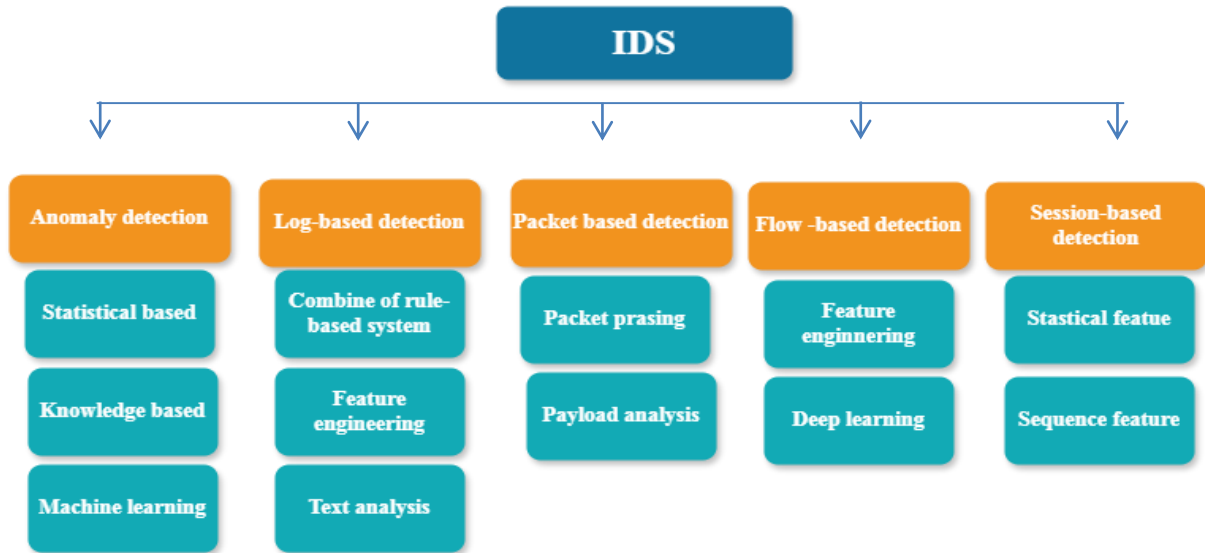 IDS
Anomaly detection
Log-based detection
Packet based detection
Flow -based detection
Session-based
detection
Statistical based
Combine of rule-
based system
Packet prasing
Feature
enginnering
Stastical featue
Knowledge based
Feature
engineering
Payload analysis
Deep learning
Sequence feature
Machine learning
Text analysis